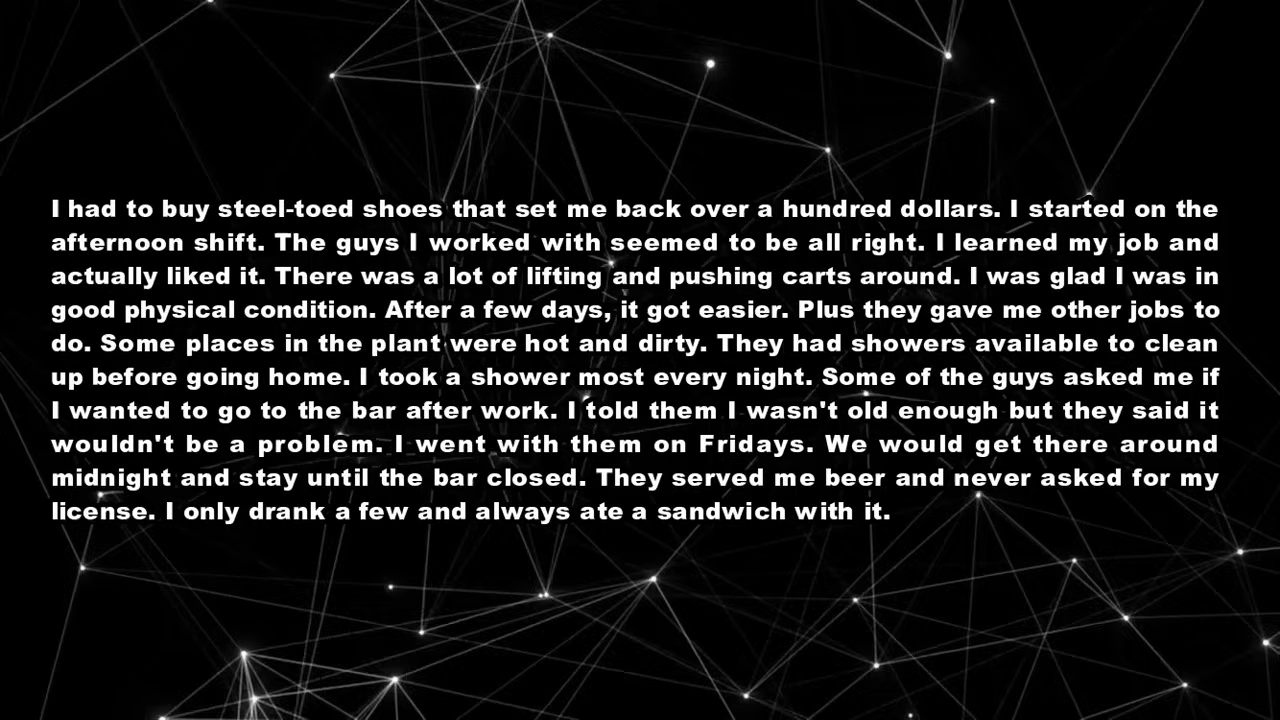 I had to buy steel-toed shoes that set me back over a hundred dollars. I started on the
afternoon shift. The guys I worked with seemed to be all right. I learned my job and
actually liked it. There was a lot of lifting and pushing carts around. I was glad I was in
good physical condition. After a few days, it got easier. Plus they gave me other jobs to
do. Some places in the plant were hot and dirty. They had showers available to clean
up before going home. I took a shower most every night. Some of the guys asked me if
I wanted to go to the bar after work. I told them I wasn't old enough but they said it
wouldn't be a problem. I went with them on Fridays. We would get there around
midnight and stay until the bar closed. They served me beer and never asked for my
license. I only drank a few and always ate a sandwich with it.